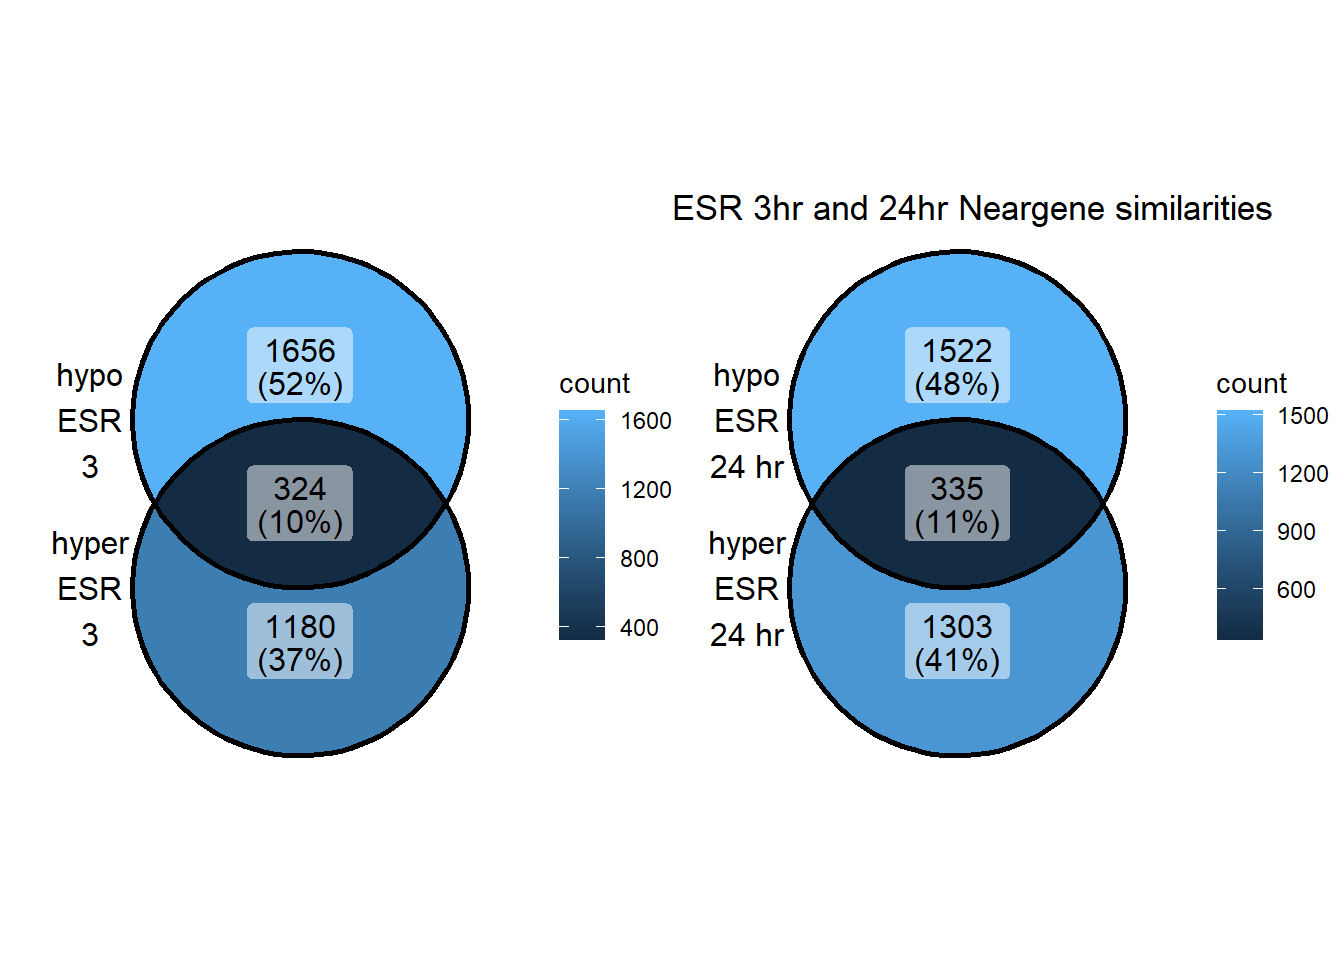 ESR 3hr and 24hr Neargene similarities
hypo
ESR
3
hyper
ESR
3
1656
(52%)
324
(10%)
1180
(37%)
count
1600
1200
800
400
hypo
ESR
24 hr
hyper
ESR
24 hr
1522
(48%)
335
(11%)
1303
(41%)
count
1500
1200
900
600